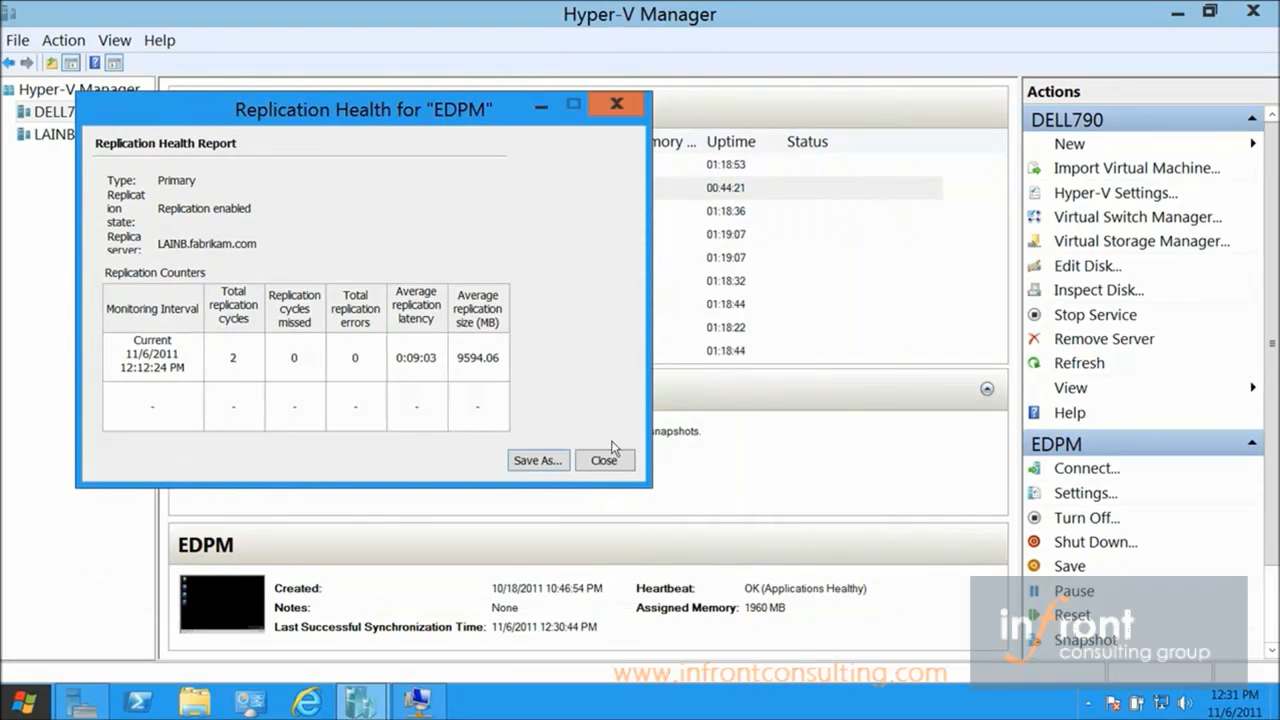 Hyper-V Manager
File Action View Help
Hyper-V Manager
DELL7
LAINB
Replication Health for "EDPM"
Replication Health Report
Type: Primary
Replicat
ion
state: Replication enabled
Replica
server: LAINB.fabrikam.com
Replication Counters
Monitoring Interval
Total
replication
cycles
Replication
cycles
missed
Total
replication
errors
Average
replication
latency
Average
replication
size (MB)
Current
11/6/2011
12:12:24 PM
2 0 0 0:09:03 9594.06
- - - - - -
Save As... Close
mory ... Uptime Status
01:18:53
00:44:21
01:18:36
01:19:07
01:19:07
01:18:32
01:18:44
01:18:22
01:18:44
snapshots.
EDPM
Created: 10/18/2011 10:46:54 PM Heartbeat: OK (Applications Healthy)
Notes: None Assigned Memory: 1960 MB
Last Successful Synchronization Time: 11/6/2011 12:30:44 PM
Actions
DELL790
New
Import Virtual Machine...
Hyper-V Settings...
Virtual Switch Manager...
Virtual Storage Manager...
Edit Disk...
Inspect Disk...
Stop Service
Remove Server
Refresh
View
Help
EDPM
Connect...
Settings...
Turn Off...
Shut Down...
Save
Pause
Reset
Snapshot
infront
consulting group
www.infrontconsulting.com
12:31 PM
11/6/2011